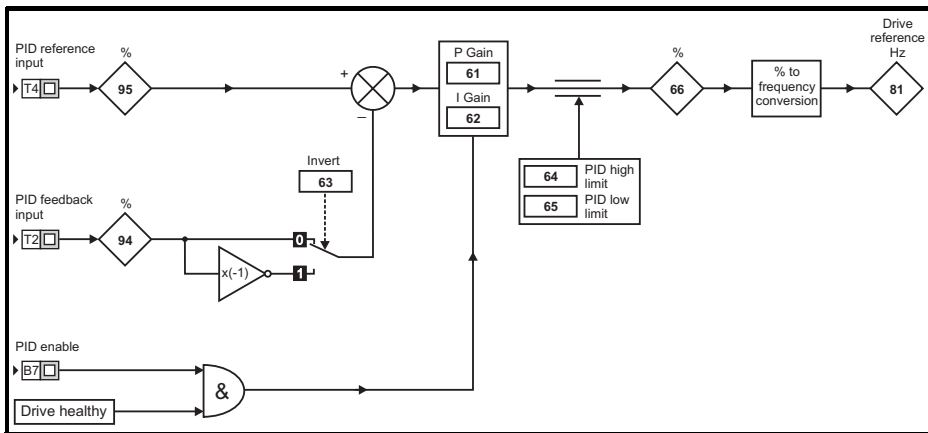 PID reference
input
T4
%
95
+
−
P Gain
61
I Gain
62
%
66
% to
frequency
conversion
Drive
reference
Hz
81
Invert
63
64
PID high
limit
65
PID low
limit
PID feedback
input
T2
%
94
0
x(-1)
1
PID enable
B7
&
Drive healthy